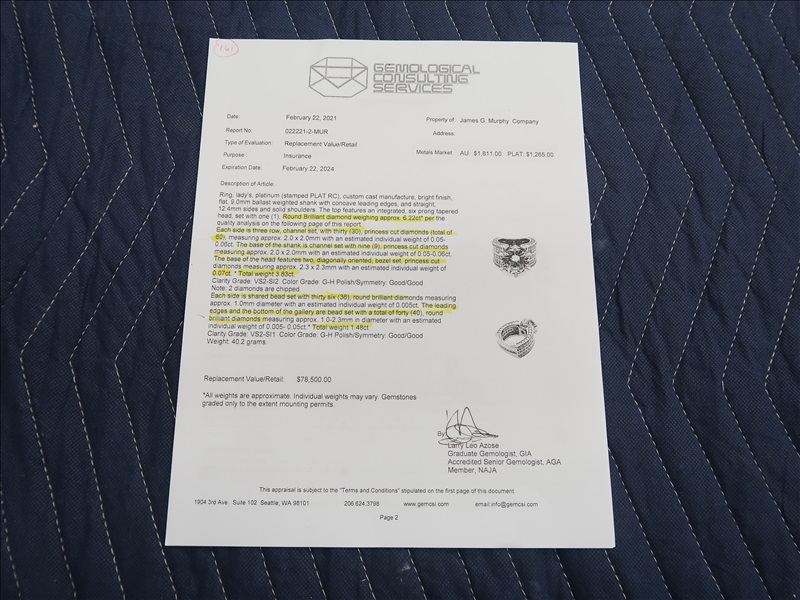 161
GEMOLOGICAL
CONSULTING
SERVICES
Date: February 22, 2021
Property of: James G. Murphy Company
Report No: 022221-2-MUR
Address:
Type of Evaluation: Replacement Value/Retail
Purpose : Insurance
Metals Market: AU: $1,811.00 PLAT: $1,265.00
Expiration Date: February 22, 2024
Description of Article:
Ring, lady's, platinum (stamped PLAT RC), custom cast manufacture, bright finish,
flat, 9.0mm ballast weighted shank with concave leading edges, and straight,
12.4mm sides and solid shoulders. The top features an integrated, six prong tapered
head, set with one (1), Round Brilliant diamond weighing approx. 6.22ct* per the
quality analysis on the following page of this report.
Each side is three row, channel set, with thirty (30), princess cut diamonds (total of
60), measuring approx. 2.0 x 2.0mm with an estimated individual weight of 0.05-
0.06ct. The base of the shank is channel set with nine (9), princess cut diamonds
measuring approx. 2.0 x 2.0mm with an estimated individual weight of 0.05-0.06ct.
The base of the head features two, diagonally oriented, bezel set, princess cut
diamonds measuring approx. 2.3 x 2.3mm with an estimated individual weight of
0.07ct. * Total weight 3.83ct.
Clarity Grade: VS2-SI2 Color Grade: G-H Polish/Symmetry: Good/Good
Note: 2 diamonds are chipped.
Each side is shared bead set with thirty six (36), round brilliant diamonds measuring
approx. 1.0mm diameter with an estimated individual weight of 0.005ct. The leading
edges and the bottom of the gallery are bead set with a total of forty (40), round
brilliant diamonds measuring approx. 1.0-2.3mm in diameter with an estimated
individual weight of 0.005- 0.05ct.* Total weight 1.48ct.
Clarity Grade: VS2-SI1 Color Grade: G-H Polish/Symmetry: Good/Good
Weight: 40.2 grams.
Replacement Value/Retail: $78,500.00
*All weights are approximate. Individual weights may vary. Gemstones
graded only to the extent mounting permits.
By
Larry Leo Azose
Graduate Gemologist, GIA
Accredited Senior Gemologist, AGA
Member, NAJA
This appraisal is subject to the "Terms and Conditions" stipulated on the first page of this document.
1904 3rd Ave Suite 102 Seattle, WA 98101 206.624.3798 www.gemcsi.com email:info@gemcsi.com
Page 2